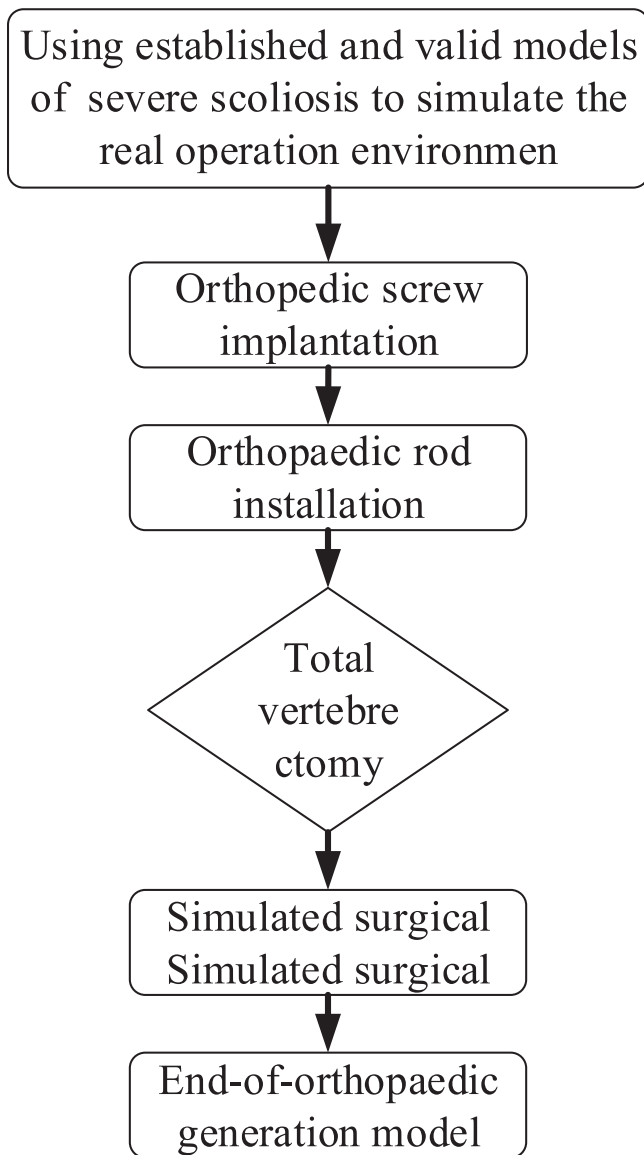 Using established and valid models
of severe scoliosis to simulate the
real operation environmen
Orthopedic screw
implantation
Orthopaedic rod
installation
Total
vertebre
ctomy
Simulated surgical
Simulated surgical
End-of-orthopaedic
generation model